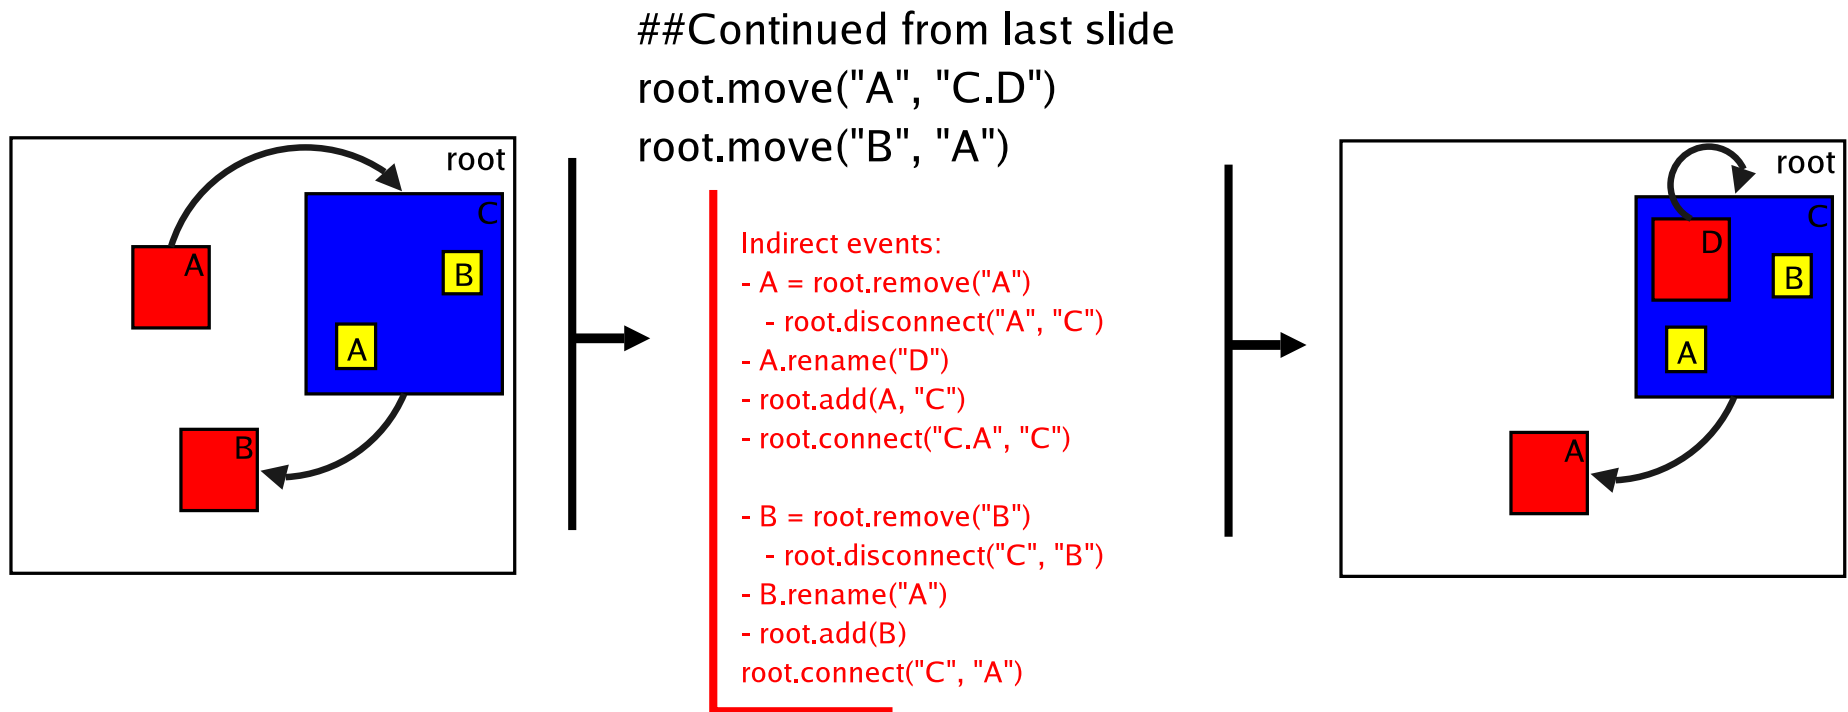 ##Continued from last slide
root.move("A", "C.D")
root.move("B", "A")
root
C
A
B
A
B
Indirect events:
- A = root.remove("A")
- root.disconnect("A", "C")
- A.rename("D")
- root.add(A, "C")
- root.connect("C.A", "C")
- B = root.remove("B")
- root.disconnect("C", "B")
- B.rename("A")
- root.add(B)
root.connect("C", "A")
root
C
D
B
A
A